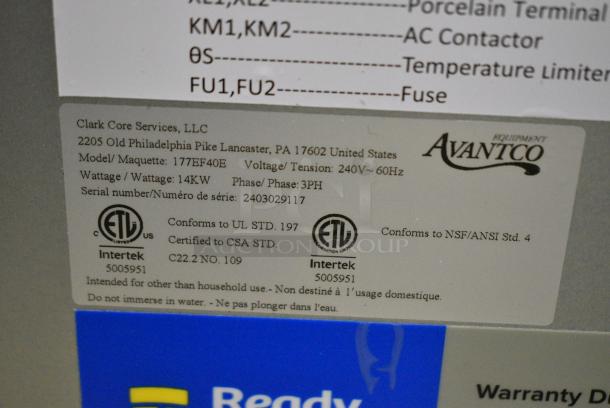 XL1,XL2------------------Porcelain Terminal
KM1,KM2----------------AC Contactor
θS--------------------------Temperature Limiter
FU1,FU2-----------------Fuse
Clark Core Services, LLC
2205 Old Philadelphia Pike Lancaster, PA 17602 United States
EQUIPMENT
AVANTCO
Model/ Maquette: 177EF40E Voltage/ Tension: 240V~ 60Hz
Wattage / Wattage: 14KW Phase/ Phase: 3PH
Serial number/Numéro de série: 2403029117
C ETL US
Intertek
5005951
Conforms to UL STD. 197
Certified to CSA STD.
C22.2 NO. 109
ETL
Intertek
5005951
Conforms to NSF/ANSI Std. 4
AUCTION GROUP
Intended for other than household use.- Non destiné à l'usage domestique.
Do not immerse in water. - Ne pas plonger dans l'eau.
Ready
Warranty D